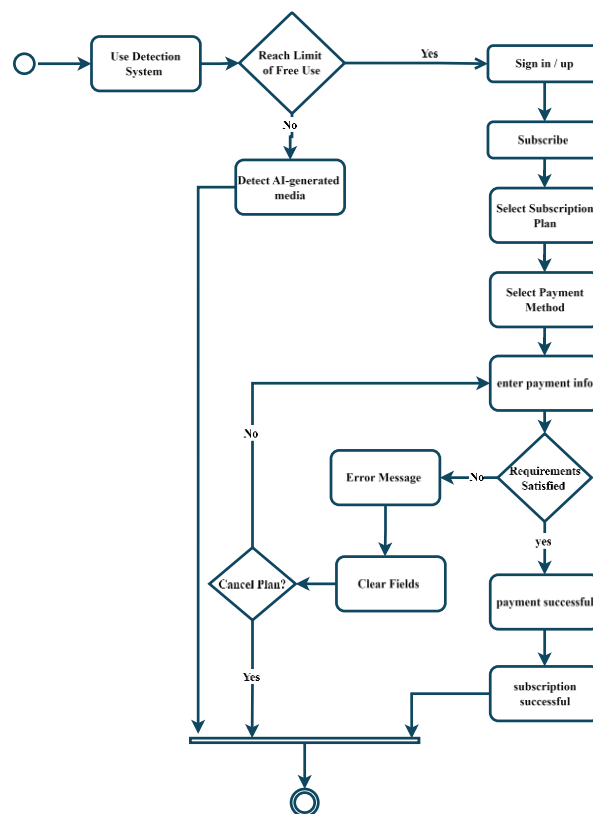 Use Detection
System
Reach Limit
of Free Use
Yes
Sign in / up
No
Subscribe
Detect AI-generated
media
Select Subscription
Plan
Select Payment
Method
enter payment info
No
Requirements
Satisfied
No
Error Message
yes
Cancel Plan?
Clear Fields
payment successful
Yes
subscription
successful